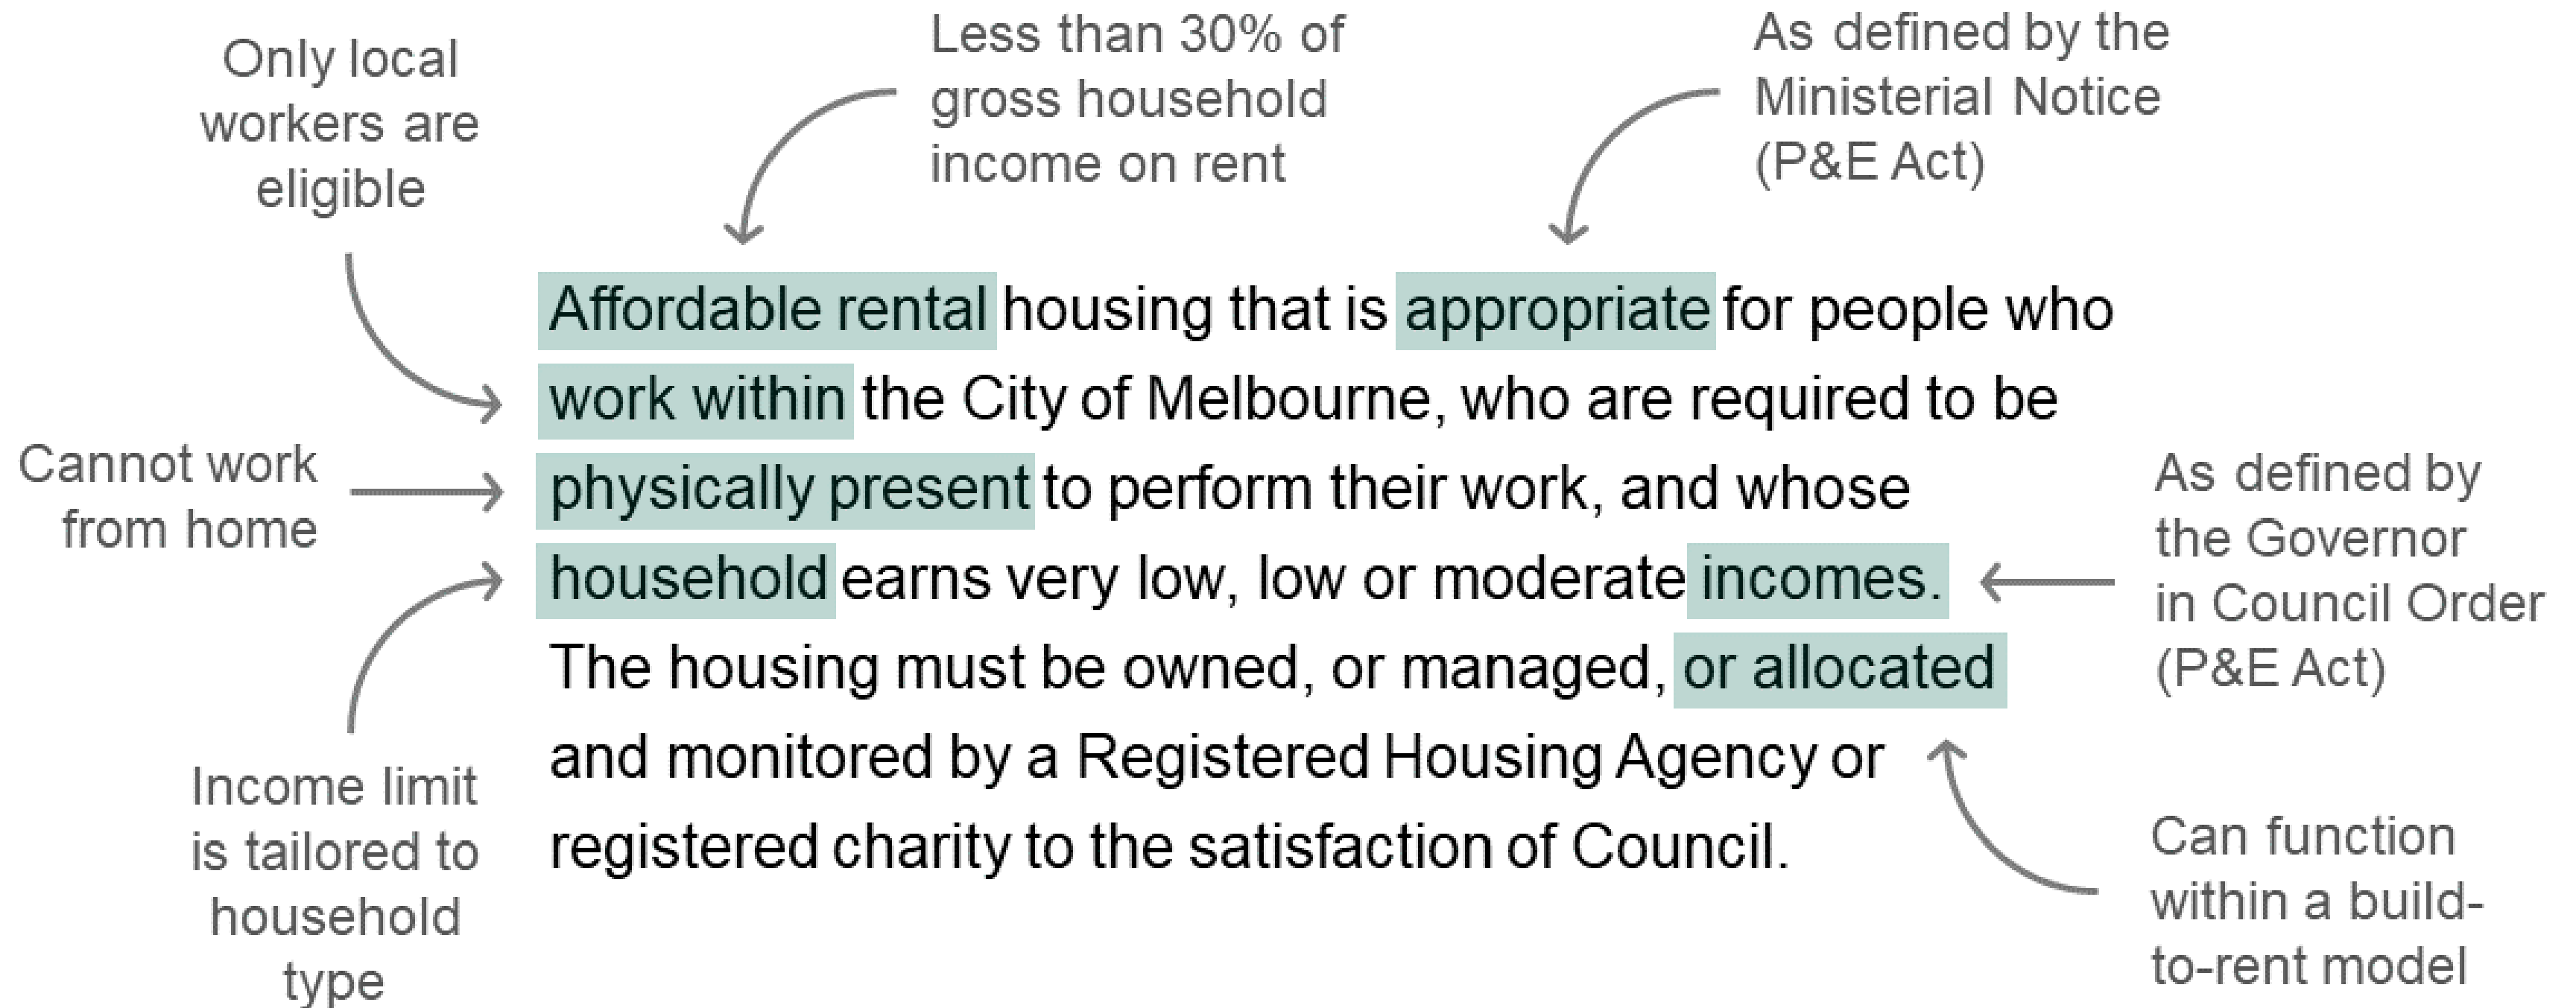 Only local
workers are
eligible
Less than 30% of
gross household
income on rent
As defined by the
Ministerial Notice
(P&E Act)
Affordable rental housing that is appropriate for people who
work within the City of Melbourne, who are required to be
physically present to perform their work, and whose
household earns very low, low or moderate incomes.
The housing must be owned, or managed, or allocated
and monitored by a Registered Housing Agency or
registered charity to the satisfaction of Council.
Cannot work
from home
Income limit
is tailored to
household
type
As defined by
the Governor
in Council Order
(P&E Act)
Can function
within a build-
to-rent model